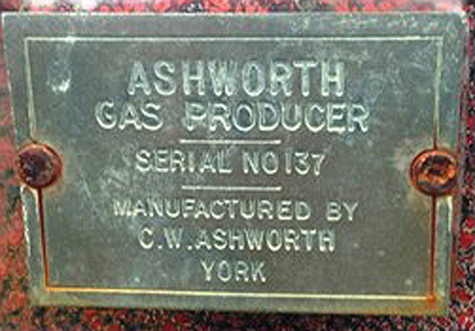 ASHWORTH
GAS PRODUCER
SERIAL NO 137
MANUFACTURED BY
C.W. ASHWORTH
YORK